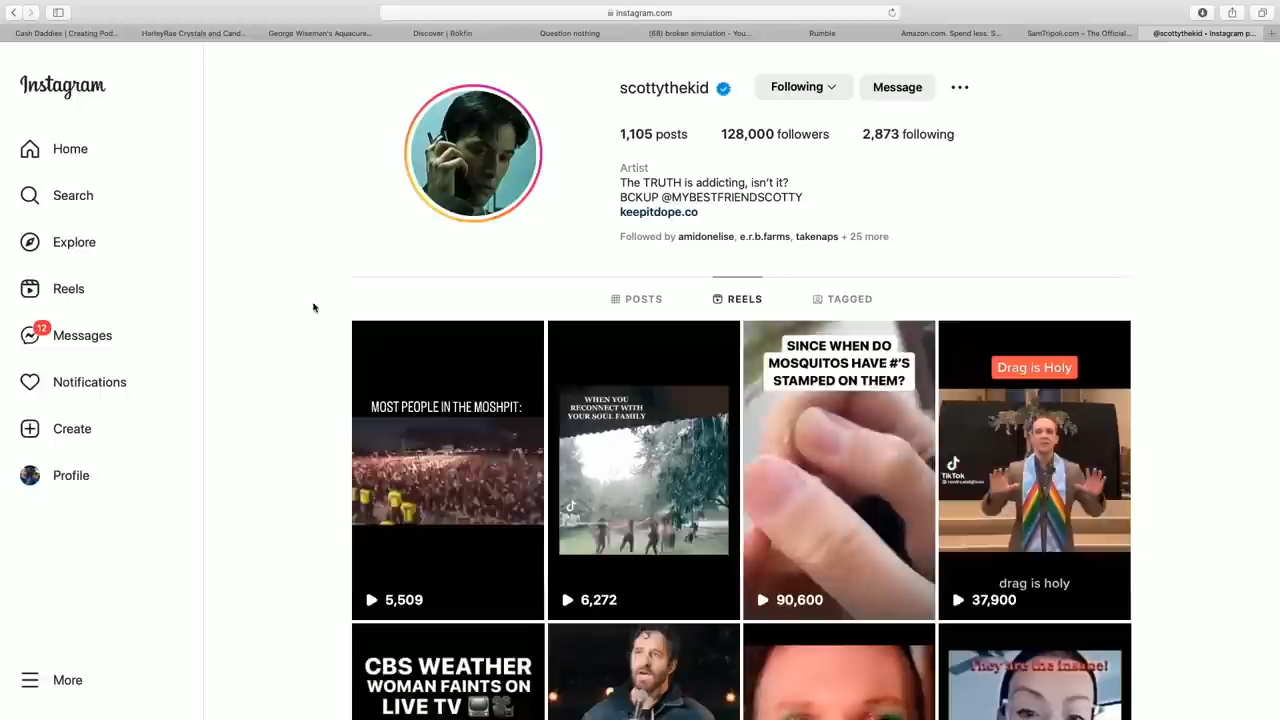 instagram.com
Cash Daddies | Creating Pod...
HarleyRae Crystals and Cand...
George Wiseman's Aquacure...
Discover | Rokfin
Question nothing
(68) broken simulation - You...
Rumble
Amazon.com. Spend less. S...
SamTripoli.com – The Official...
@scottythekid • Instagram p...
Instagram
Home
Search
Explore
Reels
12
Messages
Notifications
Create
Profile
More
scottythekid
Following
Message
1,105 posts
128,000 followers
2,873 following
Artist
The TRUTH is addicting, isn't it?
BCKUP @MYBESTFRIENDSCOTTY
keepitdope.co
Followed by amidonelise, e.r.b.farms, takenaps + 25 more
POSTS
REELS
TAGGED
MOST PEOPLE IN THE MOSHPIT:
5,509
WHEN YOU
RECONNECT WITH
YOUR SOUL FAMILY
6,272
SINCE WHEN DO
MOSQUITOS HAVE #'S
STAMPED ON THEM?
90,600
Drag is Holy
TikTok
drag is holy
37,900
CBS WEATHER
WOMAN FAINTS ON
LIVE TV
They are the insane!